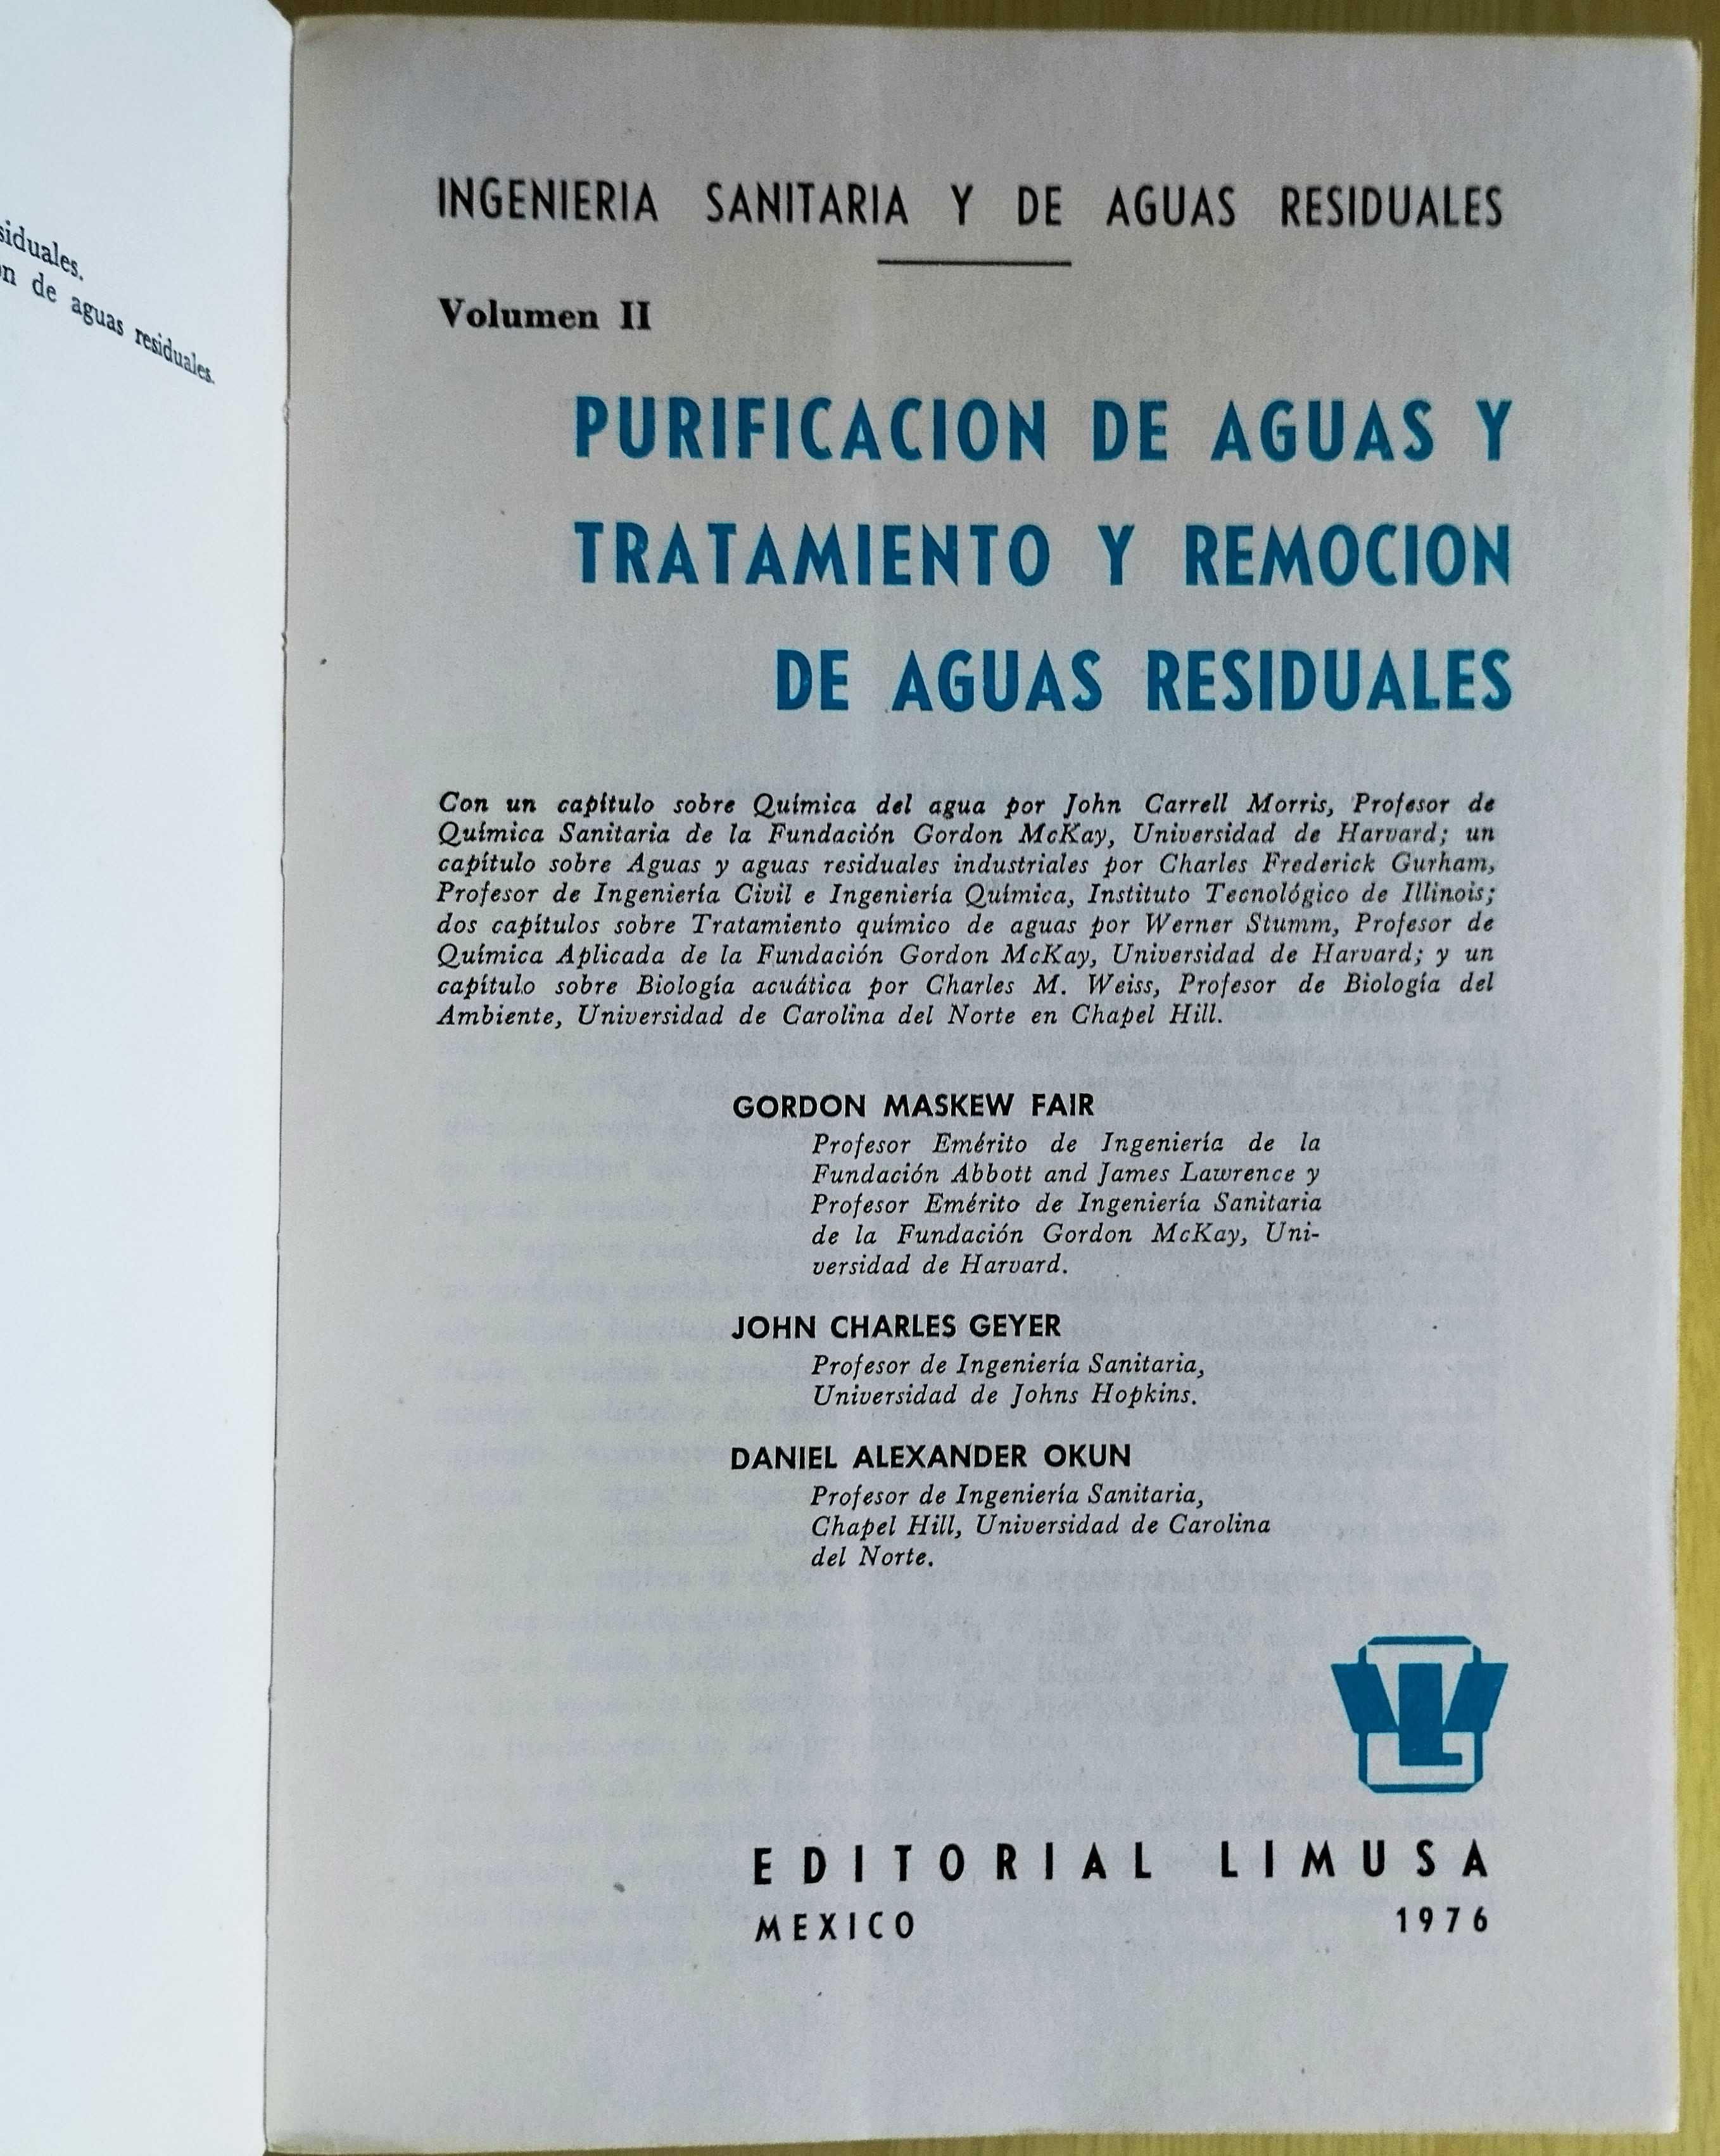 siduales.
on de aguas residuales.
INGENIERIA SANITARIA Y DE AGUAS RESIDUALES
Volumen II
PURIFICACION DE AGUAS Y
TRATAMIENTO Y REMOCION
DE AGUAS RESIDUALES
Con un capítulo sobre Química del agua por John Carrell Morris, Profesor de
Química Sanitaria de la Fundación Gordon McKay, Universidad de Harvard; un
capítulo sobre Aguas y aguas residuales industriales por Charles Frederick Gurham,
Profesor de Ingeniería Civil e Ingeniería Química, Instituto Tecnológico de Illinois;
dos capítulos sobre Tratamiento químico de aguas por Werner Stumm, Profesor de
Química Aplicada de la Fundación Gordon McKay, Universidad de Harvard; y un
capítulo sobre Biología acuática por Charles M. Weiss, Profesor de Biología del
Ambiente, Universidad de Carolina del Norte en Chapel Hill.
GORDON MASKEW FAIR
Profesor Emérito de Ingeniería de la
Fundación Abbott and James Lawrence y
Profesor Emérito de Ingeniería Sanitaria
de la Fundación Gordon McKay, Uni-
versidad de Harvard.
JOHN CHARLES GEYER
Profesor de Ingeniería Sanitaria,
Universidad de Johns Hopkins.
DANIEL ALEXANDER OKUN
Profesor de Ingeniería Sanitaria,
Chapel Hill, Universidad de Carolina
del Norte.
EDITORIAL LIMUSA
MEXICO 1976